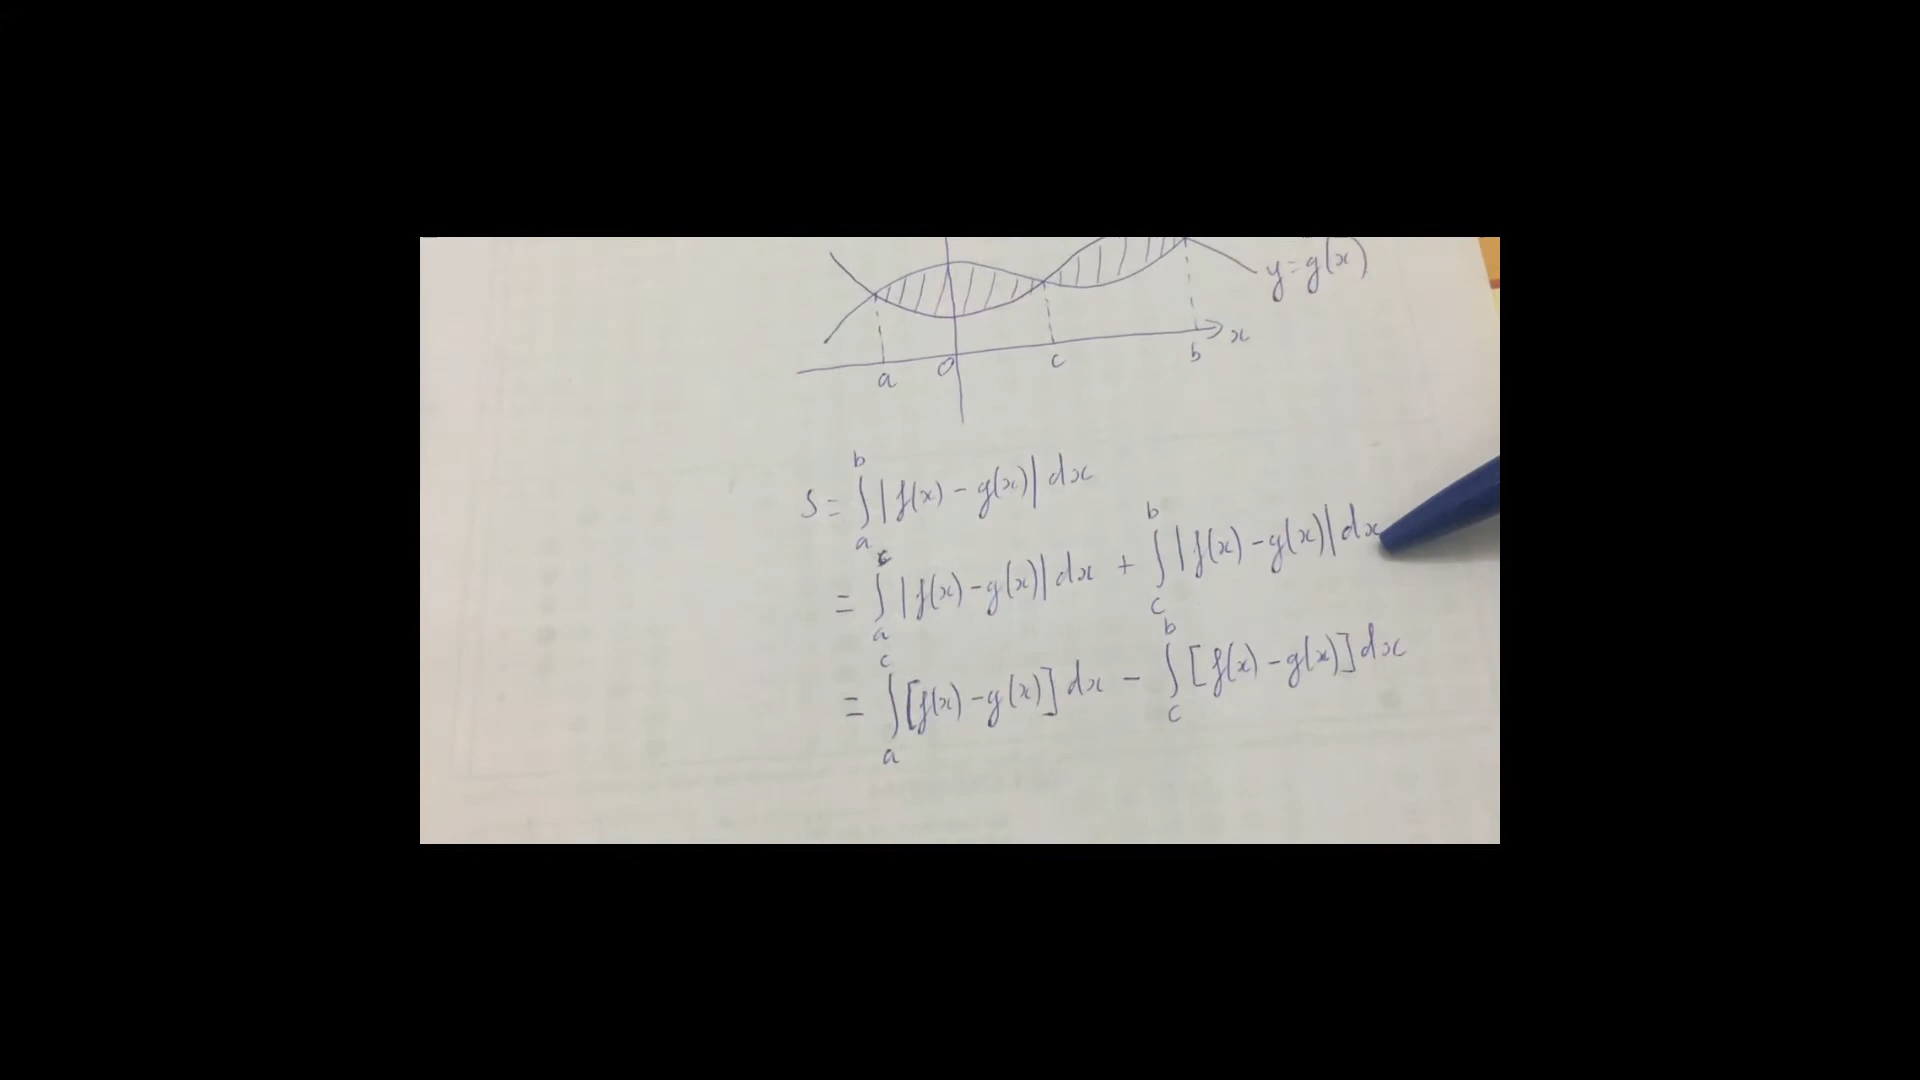 y=g(x)
x
a O c b
S = ∫_a^b |f(x) - g(x)| dx
= ∫_a^c |f(x) - g(x)| dx + ∫_c^b |f(x) - g(x)| dx
= ∫_a^c [f(x) - g(x)] dx - ∫_c^b [f(x) - g(x)] dx